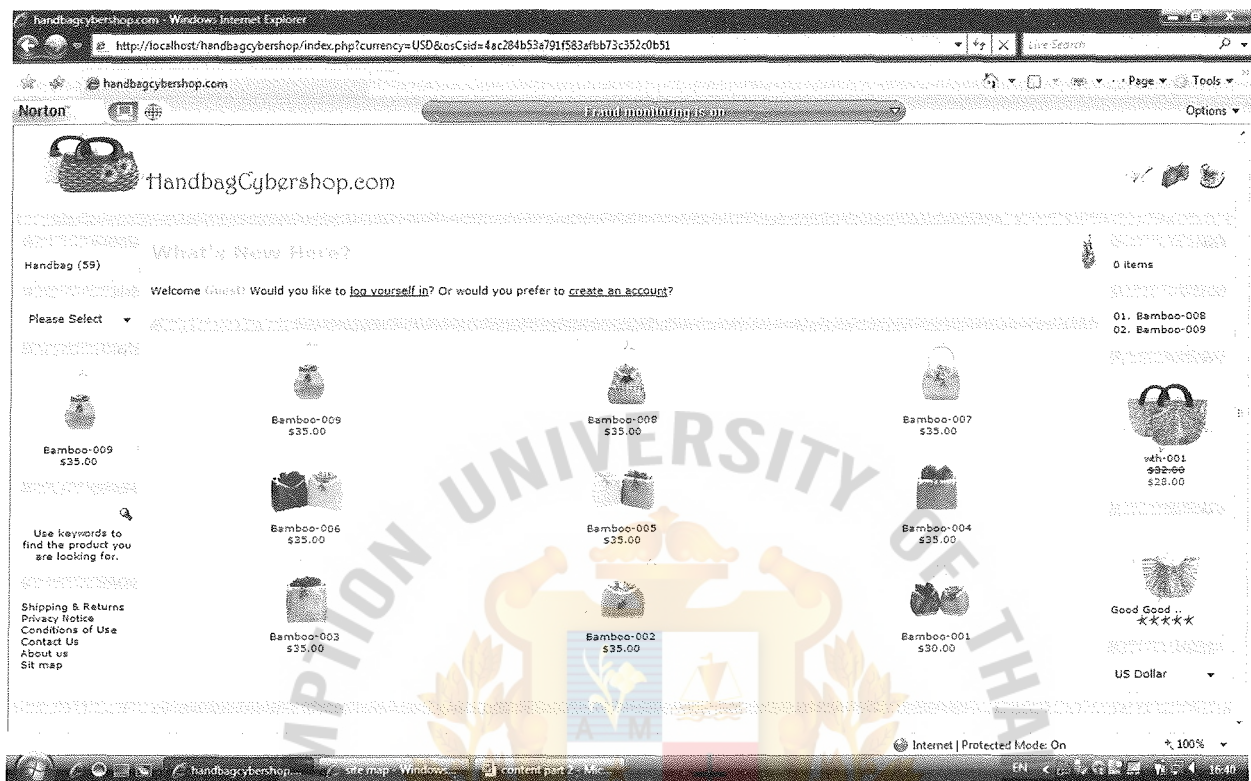 handbagcybershop.com - Windows Internet Explorer
http://localhost/handbagcybershop/index.php?currency=USD&osCsid=4ac284b53a791f583afbb73c352c0b51
Live Search
handbagcybershop.com
Page
Tools
Norton
Fraud monitoring is on
Options
HandbagCybershop.com
What's New Here?
Handbag (59)
0 items
Welcome Guest! Would you like to log yourself in? Or would you prefer to create an account?
Please Select
01. Bamboo-008
02. Bamboo-009
Bamboo-009
$35.00
Bamboo-009
$35.00
Bamboo-008
$35.00
Bamboo-007
$35.00
wth-001
$32.00
$28.00
Bamboo-006
$35.00
Bamboo-005
$35.00
Bamboo-004
$35.00
Use keywords to
find the product you
are looking for.
Bamboo-003
$35.00
Bamboo-002
$35.00
Bamboo-001
$30.00
Good Good ..
Shipping & Returns
Privacy Notice
Conditions of Use
Contact Us
About us
Sit map
US Dollar
MPTION UNIVERSITY OF THA
A M
Internet | Protected Mode: On
100%
handbagcybershop...
site map - Windows...
content part 2 - Mic...
EN
16:40